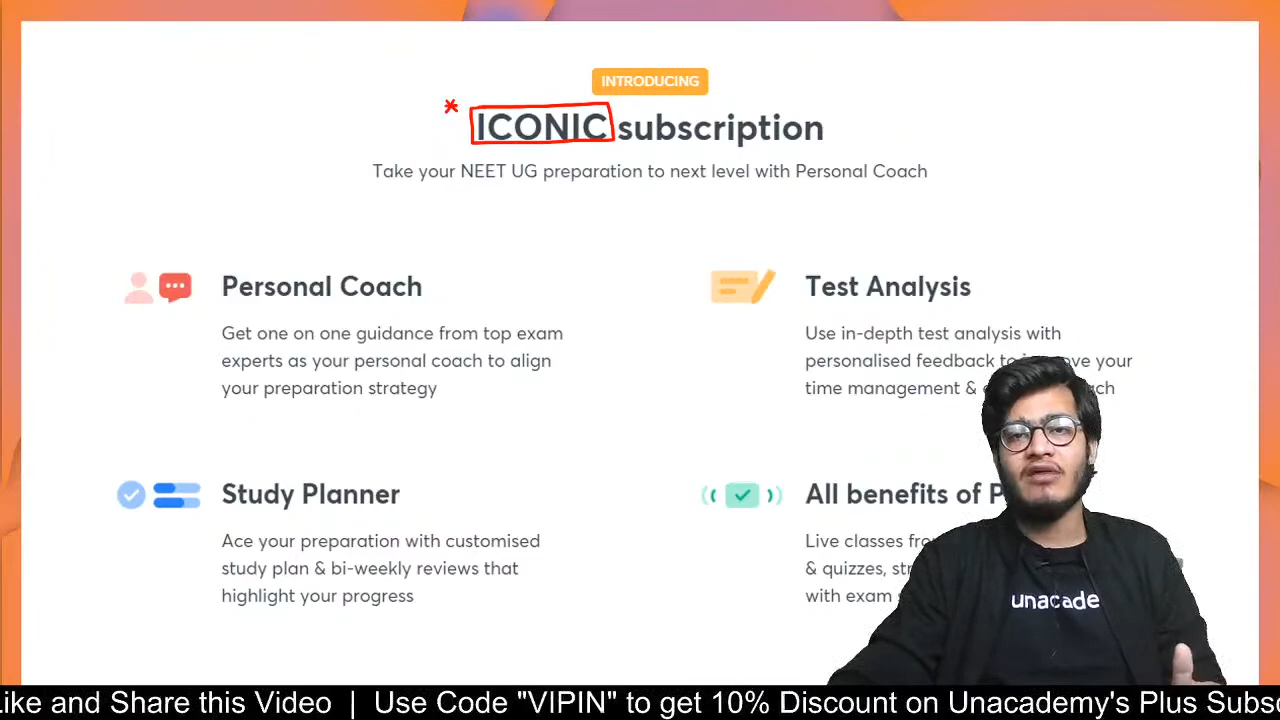 INTRODUCING
* ICONIC subscription
Take your NEET UG preparation to next level with Personal Coach
Personal Coach
Get one on one guidance from top exam
experts as your personal coach to align
your preparation strategy
Test Analysis
Use in-depth test analysis with
personalised feedback to improve your
time management &
Study Planner
Ace your preparation with customised
study plan & bi-weekly reviews that
highlight your progress
All benefits of
Live classes
& quizzes,
with exam
unacade
Like and Share this Video | Use Code "VIPIN" to get 10% Discount on Unacademy's Plus